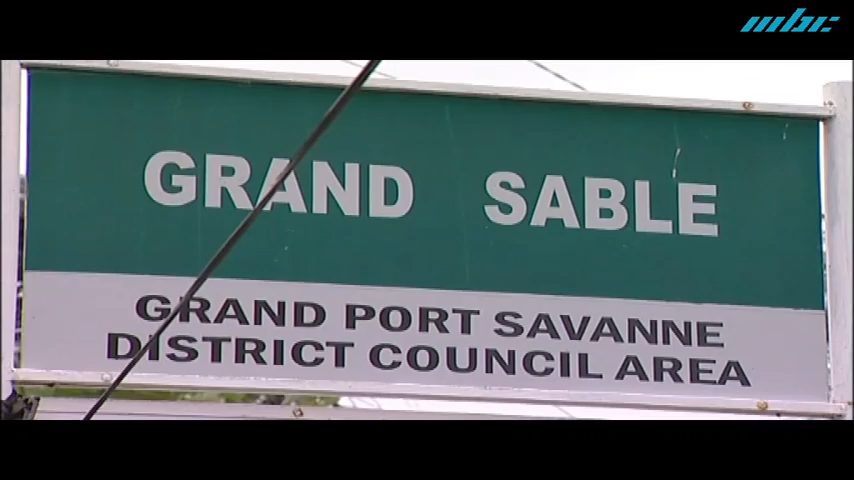 mbc
GRAND SABLE
GRAND PORT SAVANNE
DISTRICT COUNCIL AREA